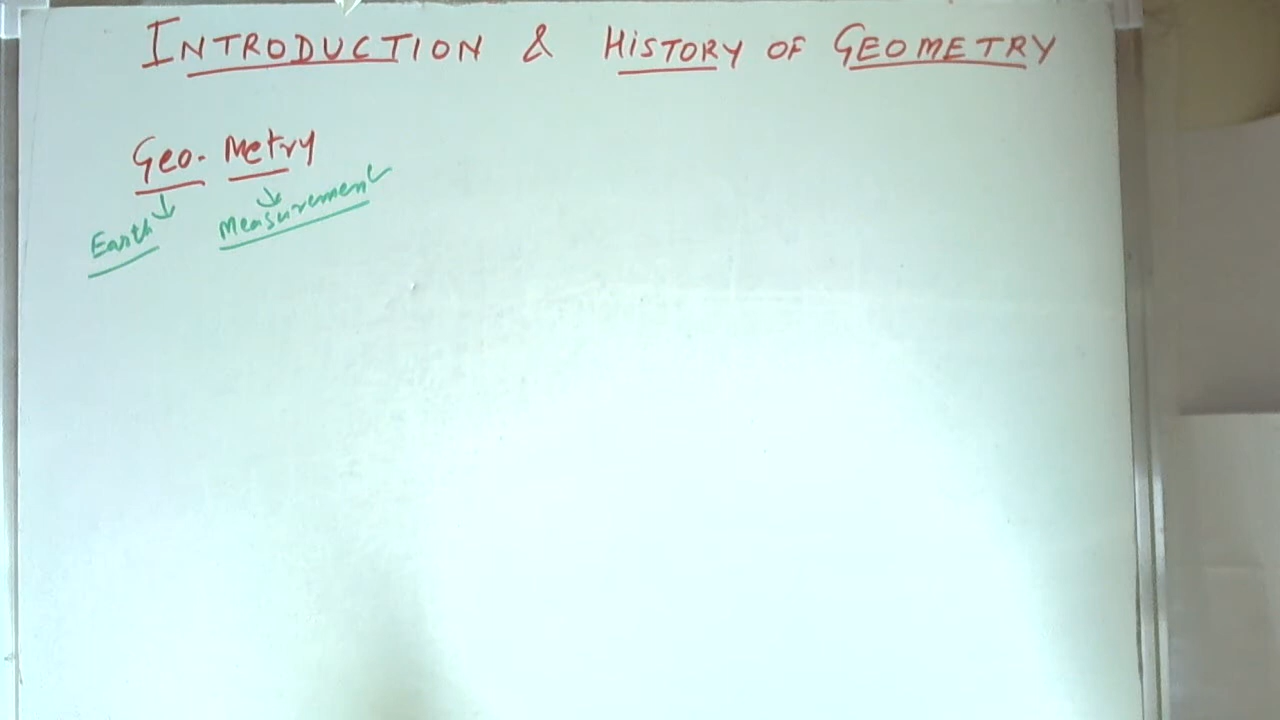 INTRODUCTION & HISTORY OF GEOMETRY
Geo. Metry
Earth Measurement